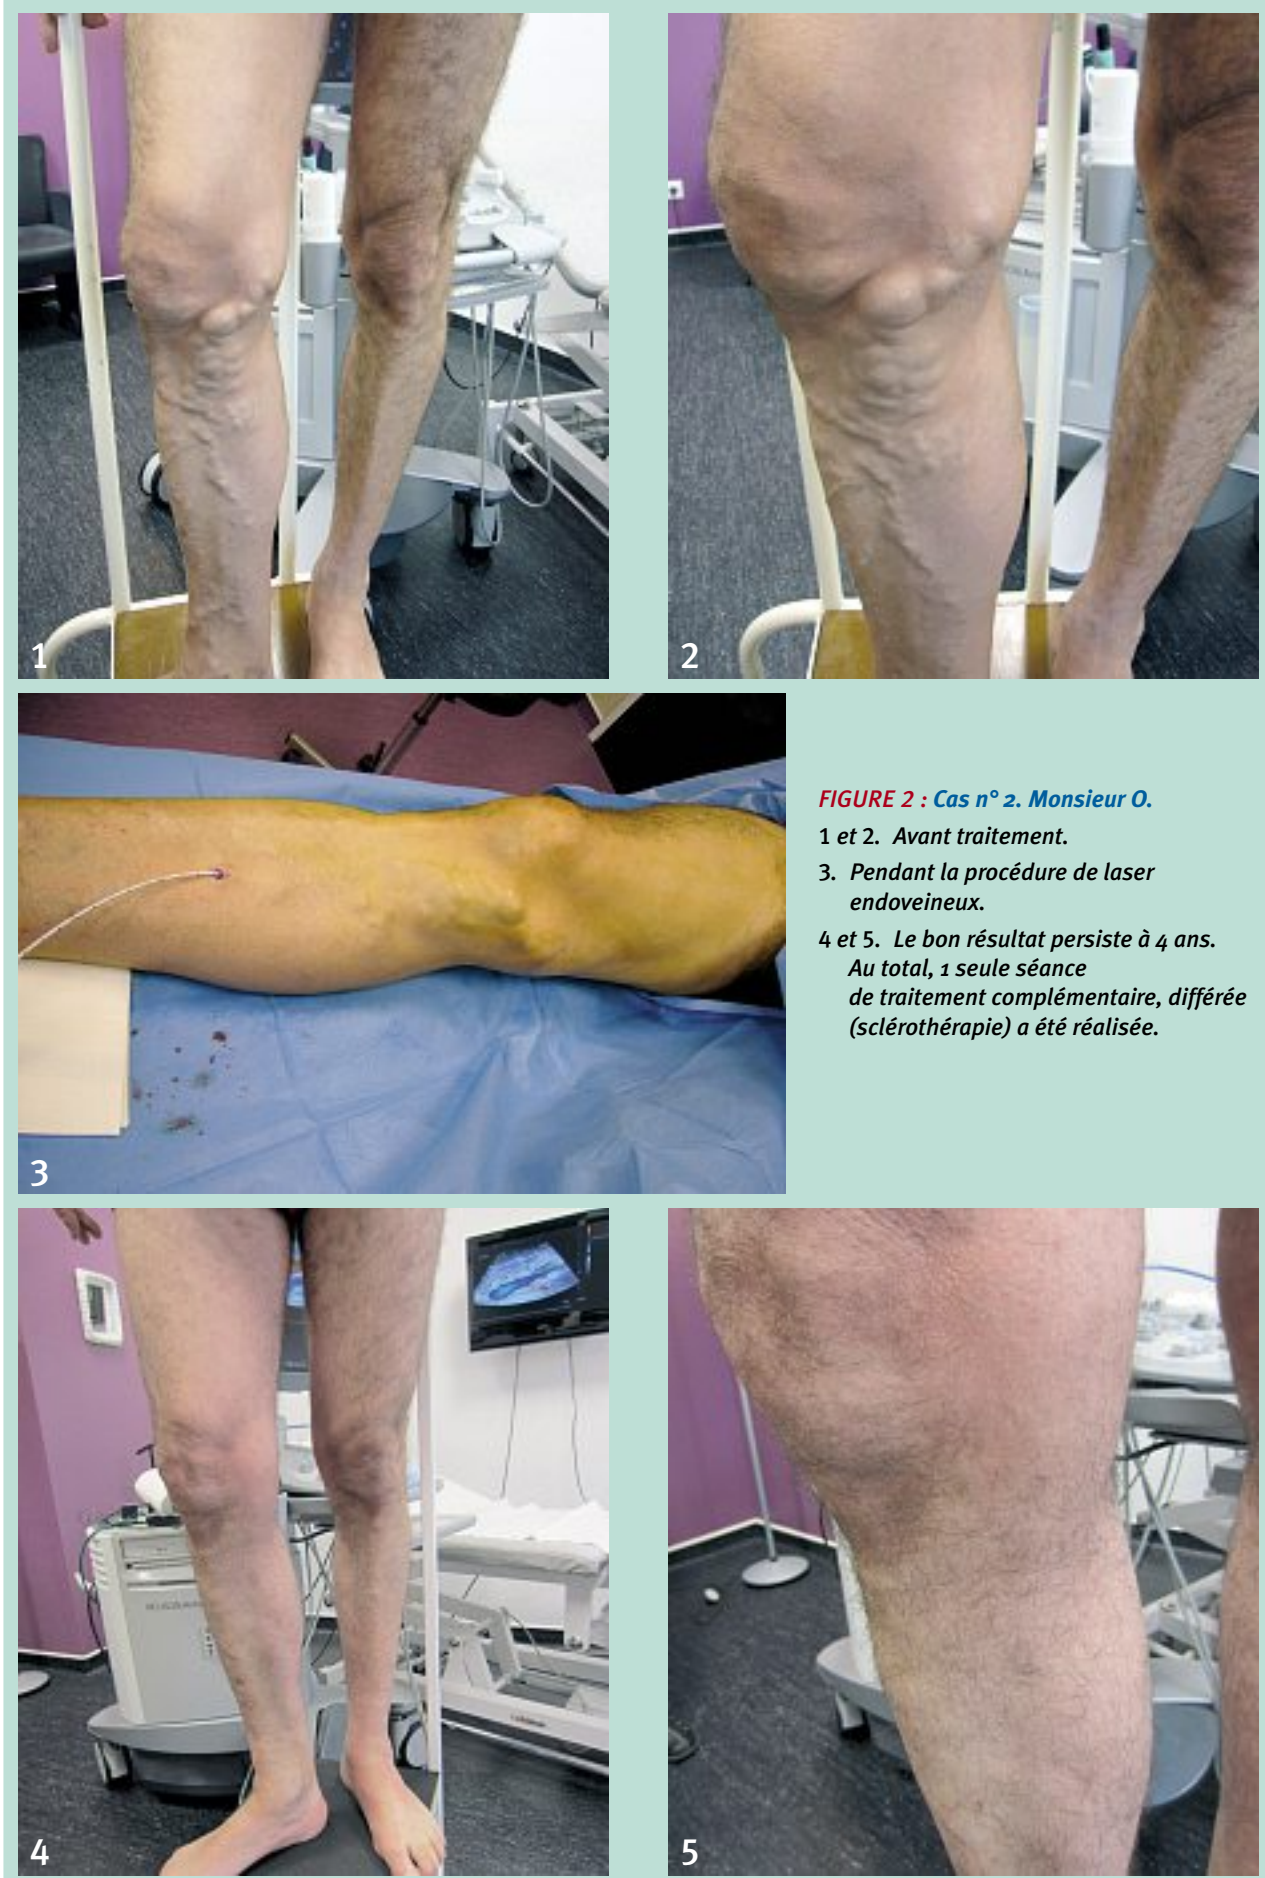 1
2
3
FIGURE 2 : Cas n° 2. Monsieur O.
1 et 2. Avant traitement.
3. Pendant la procédure de laser
endoveineux.
4 et 5. Le bon résultat persiste à 4 ans.
Au total, 1 seule séance
de traitement complémentaire, différée
(sclérothérapie) a été réalisée.
4
5